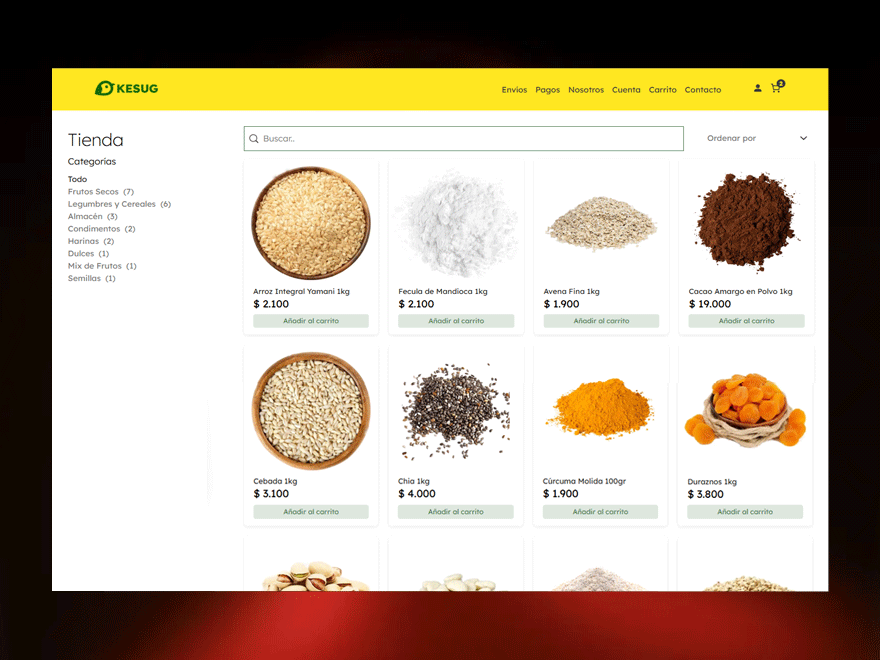 KESUG
Envíos Pagos Nosotros Cuenta Carrito Contacto
2
Tienda
Categorías
Todo
Frutos Secos (7)
Legumbres y Cereales (6)
Almacén (3)
Condimentos (2)
Harinas (2)
Dulces (1)
Mix de Frutos (1)
Semillas (1)
Buscar..
Ordenar por
Arroz Integral Yamani 1kg
$ 2.100
Añadir al carrito
Fecula de Mandioca 1kg
$ 2.100
Añadir al carrito
Avena Fina 1kg
$ 1.900
Añadir al carrito
Cacao Amargo en Polvo 1kg
$ 19.000
Añadir al carrito
Cebada 1kg
$ 3.100
Añadir al carrito
Chia 1kg
$ 4.000
Añadir al carrito
Cúrcuma Molida 100gr
$ 1.900
Añadir al carrito
Duraznos 1kg
$ 3.800
Añadir al carrito